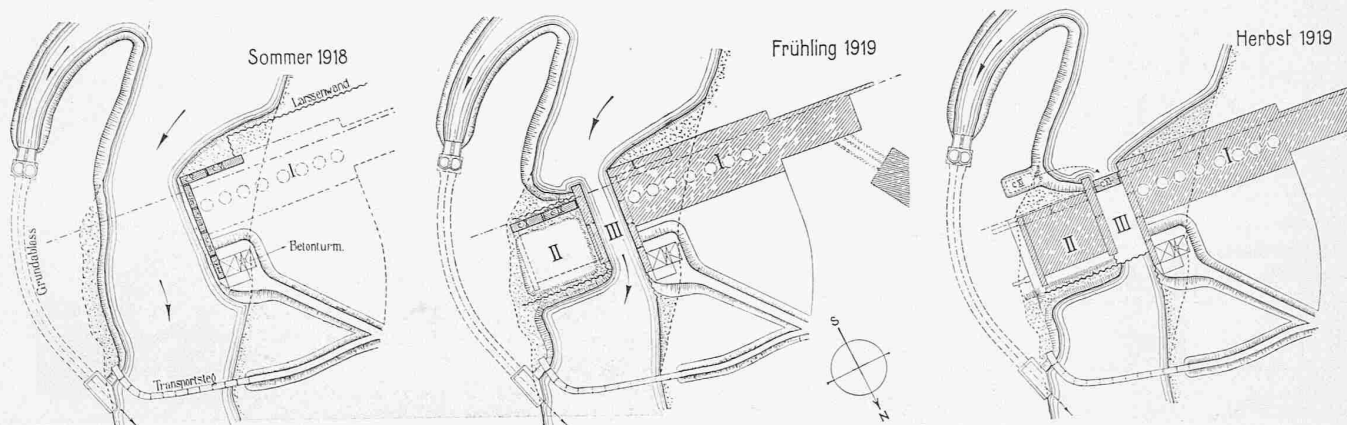 Sommer 1918
Larssenwand
I
Betonturm.
Grundablass
Transportsteg
Frühling 1919
I
II
III
S
N
Herbst 1919
I
II
III